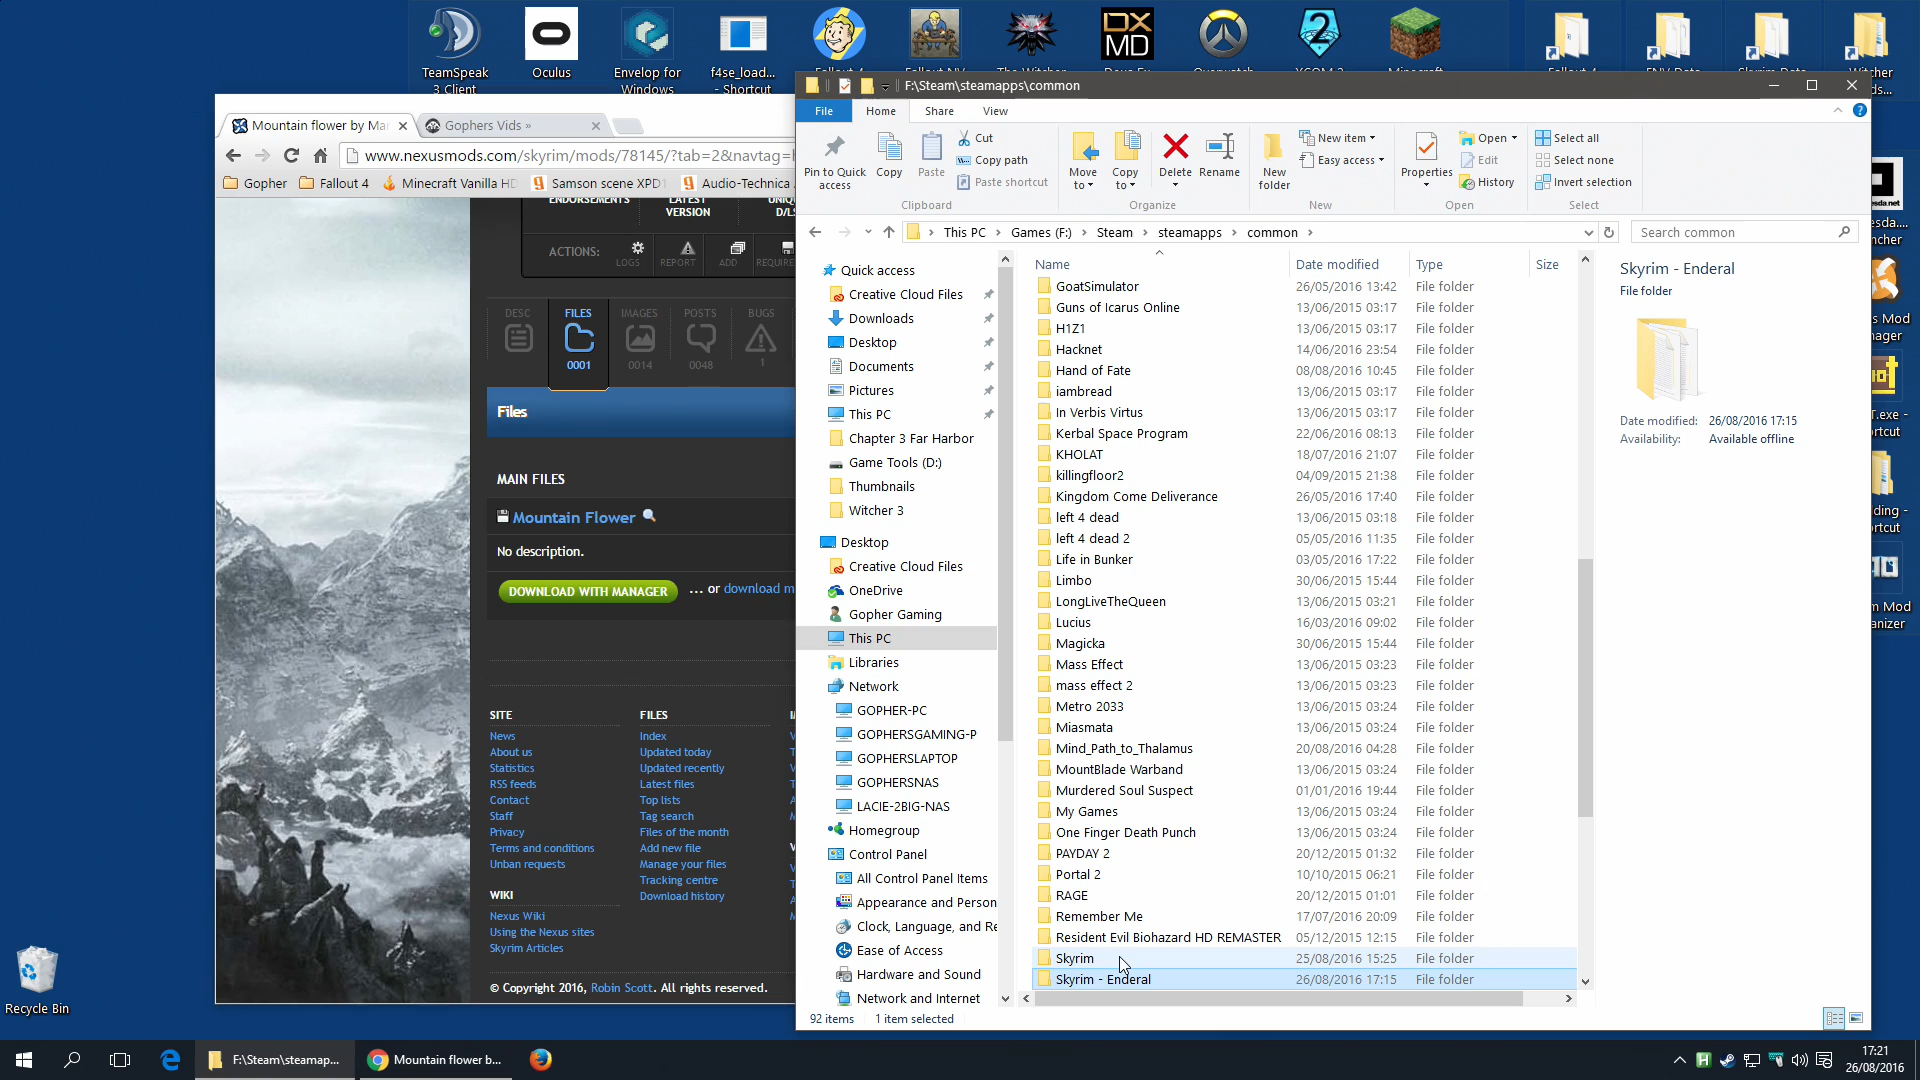 TeamSpeak
3 Client
Oculus
Envelop for
Windows
f4se_load...
- Shortcut
DX
MD
2
F:\Steam\steamapps\common
Mountain flower by Mar
Gophers Vids »
www.nexusmods.com/skyrim/mods/78145/?tab=2&navtag=h
Gopher
Fallout 4
Minecraft Vanilla HD
Samson scene XPD1
Audio-Technica
File
Home
Share
View
Pin to Quick
access
Copy
Paste
Cut
Copy path
Paste shortcut
Clipboard
Move
to
Copy
to
Delete
Rename
Organize
New
folder
New item
Easy access
New
Properties
Open
Edit
History
Open
Select all
Select none
Invert selection
Select
This PC
Games (F:)
Steam
steamapps
common
Search common
ENDORSEMENTS
LATEST
VERSION
UNIQ
D/LS
ACTIONS:
LOGS
REPORT
ADD
REQUIRE
DESC
FILES
0001
IMAGES
0014
POSTS
0048
BUGS
1
Files
MAIN FILES
Mountain Flower
No description.
DOWNLOAD WITH MANAGER
... or download m
SITE
News
About us
Statistics
RSS feeds
Contact
Staff
Privacy
Terms and conditions
Unban requests
WIKI
Nexus Wiki
Using the Nexus sites
Skyrim Articles
FILES
Index
Updated today
Updated recently
Latest files
Top lists
Tag search
Files of the month
Add new file
Manage your files
Tracking centre
Download history
© Copyright 2016, Robin Scott. All rights reserved.
Quick access
Creative Cloud Files
Downloads
Desktop
Documents
Pictures
This PC
Chapter 3 Far Harbor
Game Tools (D:)
Thumbnails
Witcher 3
Desktop
Creative Cloud Files
OneDrive
Gopher Gaming
This PC
Libraries
Network
GOPHER-PC
GOPHERSGAMING-P
GOPHERSLAPTOP
GOPHERSNAS
LACIE-2BIG-NAS
Homegroup
Control Panel
All Control Panel Items
Appearance and Person
Clock, Language, and Re
Ease of Access
Hardware and Sound
Network and Internet
Name Date modified Type Size
GoatSimulator 26/05/2016 13:42 File folder
Guns of Icarus Online 13/06/2015 03:17 File folder
H1Z1 13/06/2015 03:17 File folder
Hacknet 14/06/2016 23:54 File folder
Hand of Fate 08/08/2016 10:45 File folder
iambread 13/06/2015 03:17 File folder
In Verbis Virtus 13/06/2015 03:17 File folder
Kerbal Space Program 22/06/2016 08:13 File folder
KHOLAT 18/07/2016 21:07 File folder
killingfloor2 04/09/2015 21:38 File folder
Kingdom Come Deliverance 26/05/2016 17:40 File folder
left 4 dead 13/06/2015 03:18 File folder
left 4 dead 2 05/05/2016 11:35 File folder
Life in Bunker 03/05/2016 17:22 File folder
Limbo 30/06/2015 15:44 File folder
LongLiveTheQueen 13/06/2015 03:21 File folder
Lucius 16/03/2016 09:02 File folder
Magicka 30/06/2015 15:44 File folder
Mass Effect 13/06/2015 03:23 File folder
mass effect 2 13/06/2015 03:23 File folder
Metro 2033 13/06/2015 03:24 File folder
Miasmata 13/06/2015 03:24 File folder
Mind_Path_to_Thalamus 20/08/2016 04:28 File folder
MountBlade Warband 13/06/2015 03:24 File folder
Murdered Soul Suspect 01/01/2016 19:44 File folder
My Games 13/06/2015 03:24 File folder
One Finger Death Punch 13/06/2015 03:24 File folder
PAYDAY 2 20/12/2015 01:32 File folder
Portal 2 10/10/2015 06:21 File folder
RAGE 20/12/2015 01:01 File folder
Remember Me 17/07/2016 20:09 File folder
Resident Evil Biohazard HD REMASTER 05/12/2015 12:15 File folder
Skyrim 25/08/2016 15:25 File folder
Skyrim - Enderal 26/08/2016 17:15 File folder
Skyrim - Enderal
File folder
Date modified: 26/08/2016 17:15
Availability: Available offline
92 items
1 item selected
esda....
ncher
s Mod
nager
T.exe -
ortcut
ding -
ortcut
m Mod
anizer
Recycle Bin
F:\Steam\steamap...
Mountain flower b...
17:21
26/08/2016